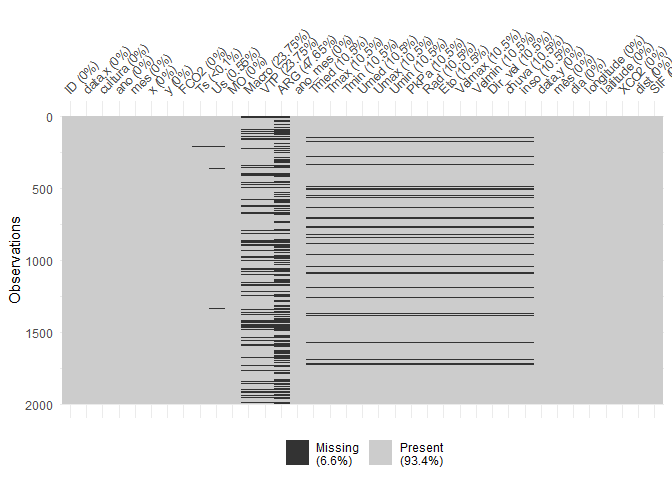 ID (0%)
data.x (0%)
cultura (0%)
ano (0%)
mes (0%)
x (0%)
y (0%)
FCO2 (0%)
Ts (<0.1%)
Us (0.55%)
MO (0%)
Macro (23.75%)
VTP (23.75%)
ARG (47.65%)
ano_mes (0%)
Tmed (10.5%)
Tmax (10.5%)
Tmin (10.5%)
Umed (10.5%)
Umax (10.5%)
Umin (10.5%)
PkPa (10.5%)
Rad (10.5%)
Eto (10.5%)
Velmax (10.5%)
Velmin (10.5%)
Dir_vel (10.5%)
chuva (10.5%)
inso (10.5%)
data.y (0%)
mes (0%)
dia (0%)
longitude (0%)
latitude (0%)
XCO2 (0%)
dist (0%)
SIF
0
500
1000
1500
2000
Observations
Missing
(6.6%)
Present
(93.4%)